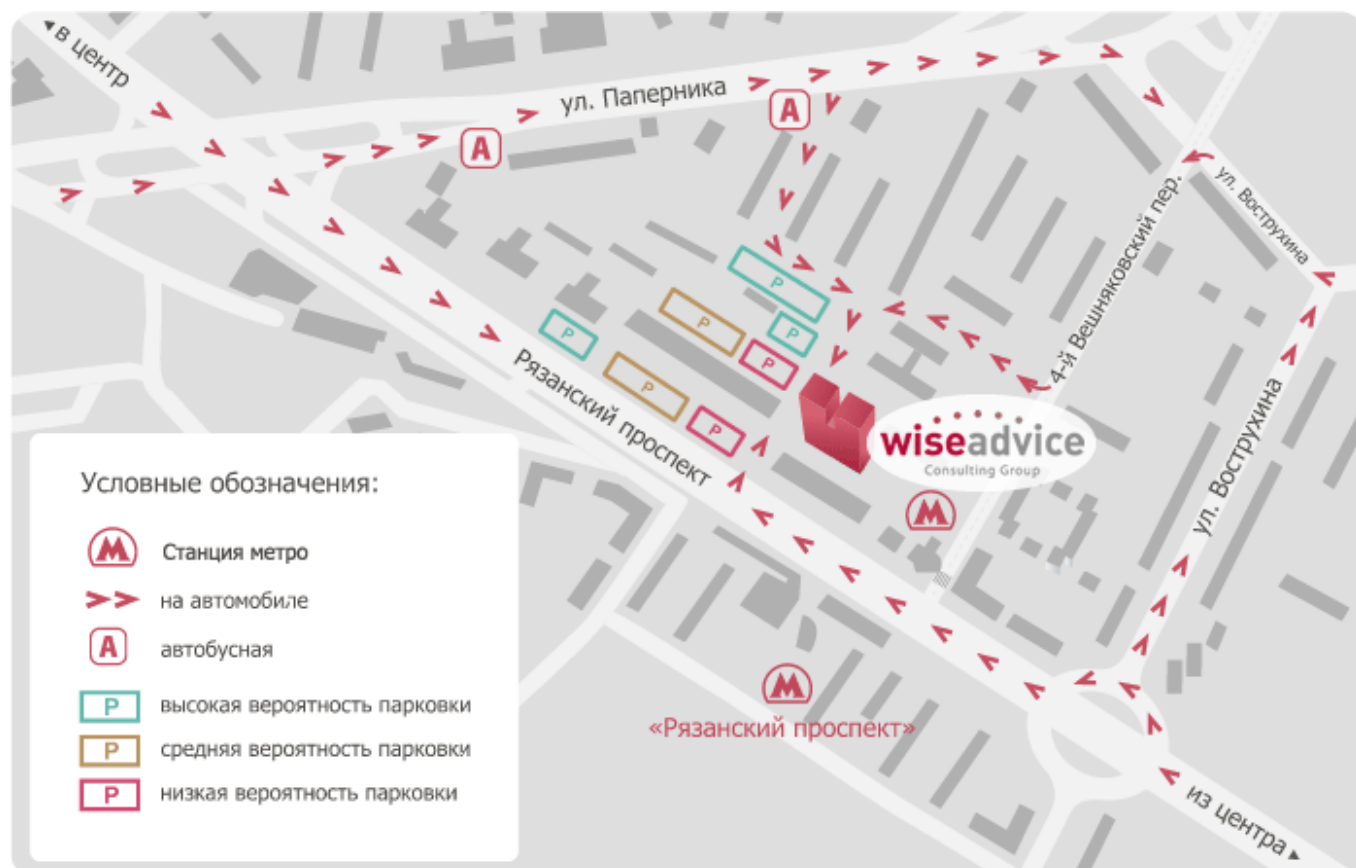 в центр
ул. Паперника
A
A
4-й Вешняковский пер.
ул. Вострухина
P
P
P
P
P
P
P
Рязанский проспект
wiseadvice
Consulting Group
М
ул. Вострухина
М
«Рязанский проспект»
из центра
Условные обозначения:
М Станция метро
на автомобиле
A автобусная
P высокая вероятность парковки
P средняя вероятность парковки
P низкая вероятность парковки